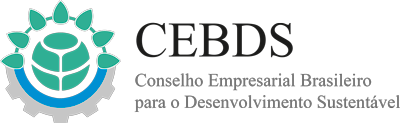 CEBDS
Conselho Empresarial Brasileiro
para o Desenvolvimento Sustentável